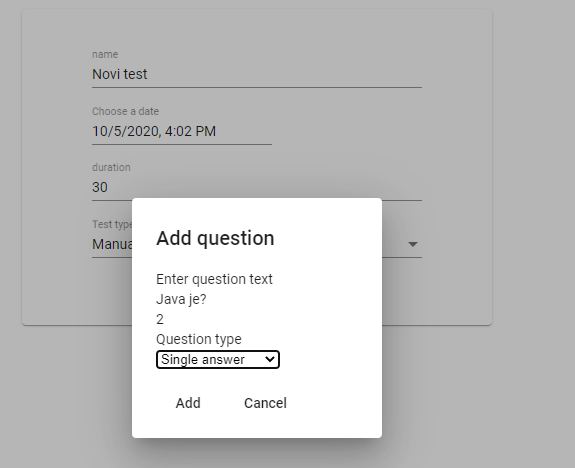 name
Novi test
Choose a date
10/5/2020, 4:02 PM
duration
30
Test type
Manua
Add question
Enter question text
Java je?
2
Question type
Single answer
Add Cancel